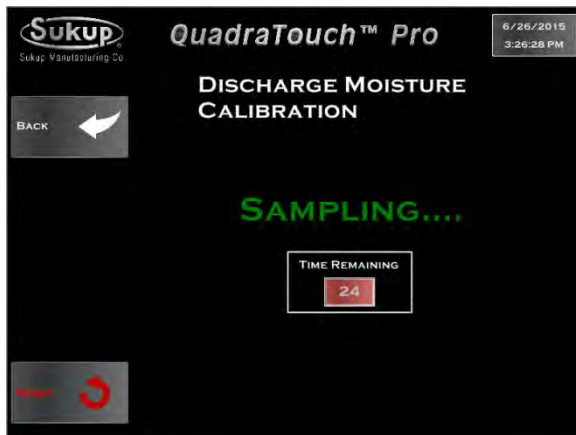 Sukup
Sukup Manufacturing Co
QuadraTouch™ Pro
6/26/2015
3:26:28 PM
DISCHARGE MOISTURE
CALIBRATION
BACK
SAMPLING....
TIME REMAINING
24